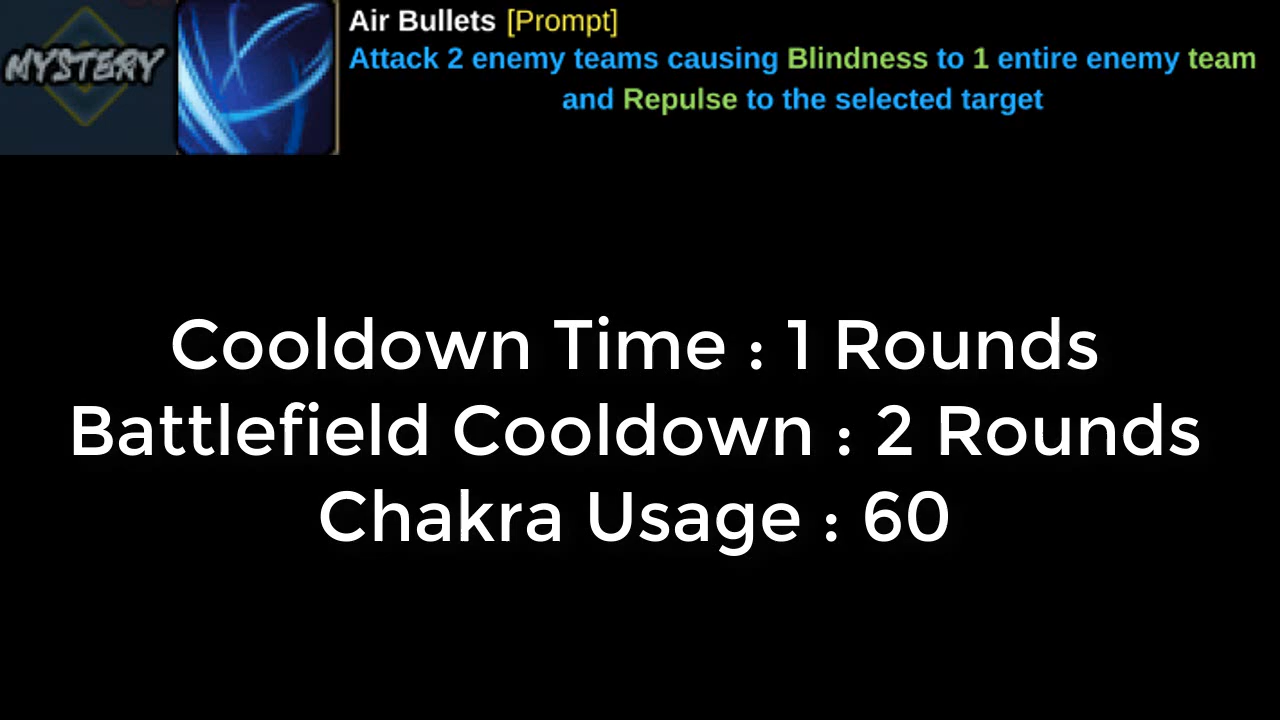 MYSTERY
Air Bullets [Prompt]
Attack 2 enemy teams causing Blindness to 1 entire enemy team
and Repulse to the selected target
Cooldown Time : 1 Rounds
Battlefield Cooldown : 2 Rounds
Chakra Usage : 60